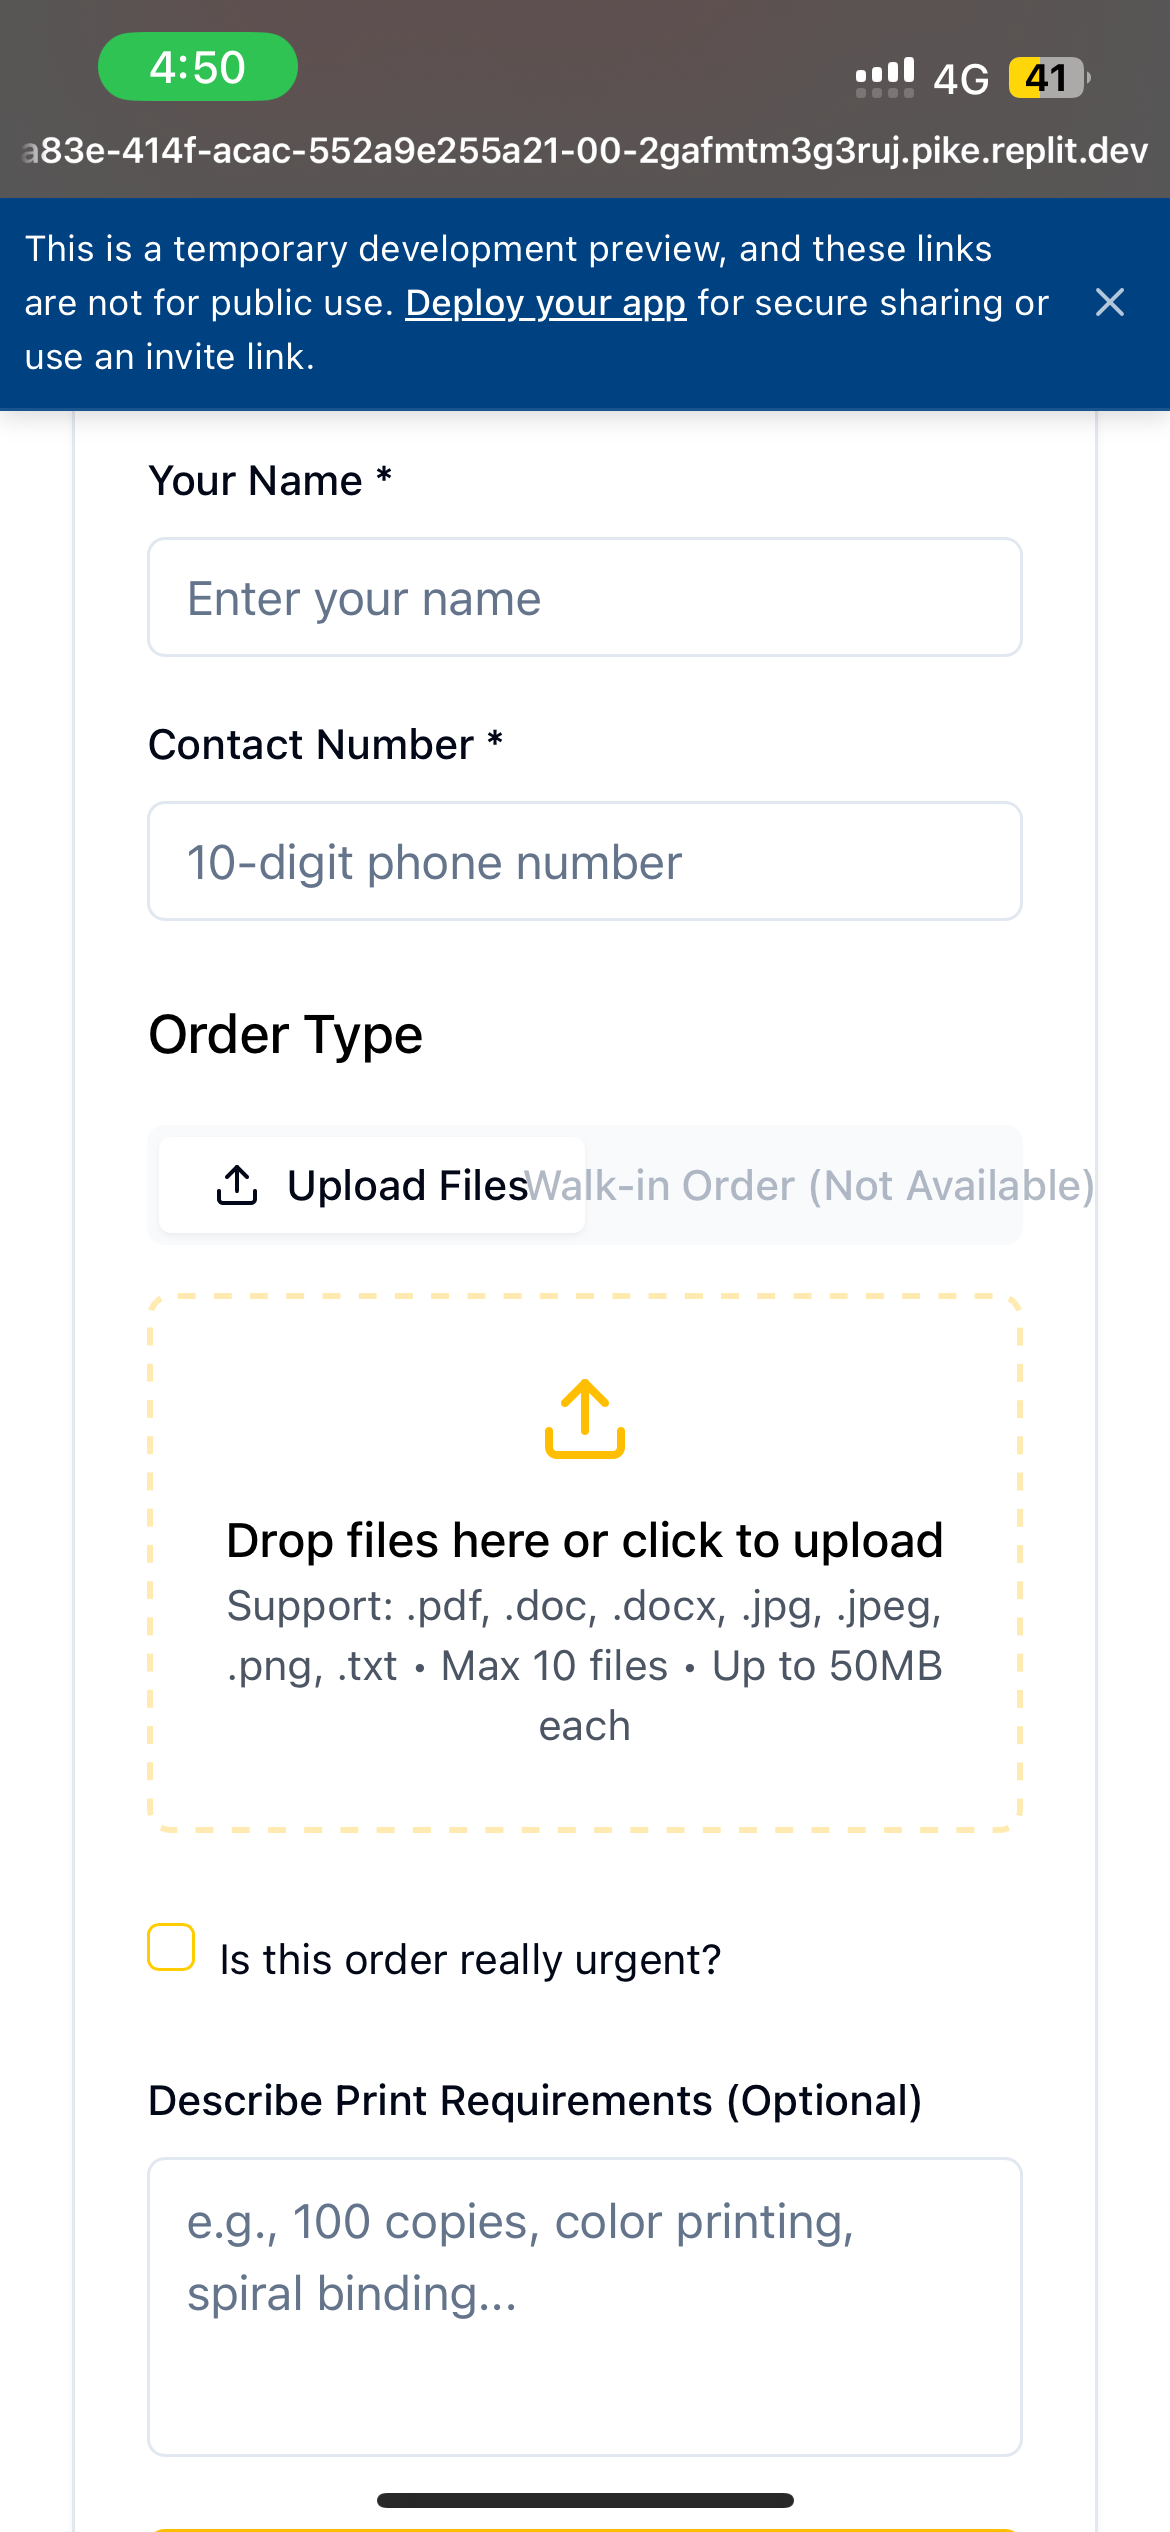 4:50
4G 41
a83e-414f-acac-552a9e255a21-00-2gafmtm3g3ruj.pike.replit.dev
This is a temporary development preview, and these links
are not for public use. Deploy your app for secure sharing or
use an invite link.
Your Name *
Enter your name
Contact Number *
10-digit phone number
Order Type
Upload Files
Walk-in Order (Not Available)
Drop files here or click to upload
Support: .pdf, .doc, .docx, .jpg, .jpeg,
.png, .txt • Max 10 files • Up to 50MB
each
Is this order really urgent?
Describe Print Requirements (Optional)
e.g., 100 copies, color printing,
spiral binding...